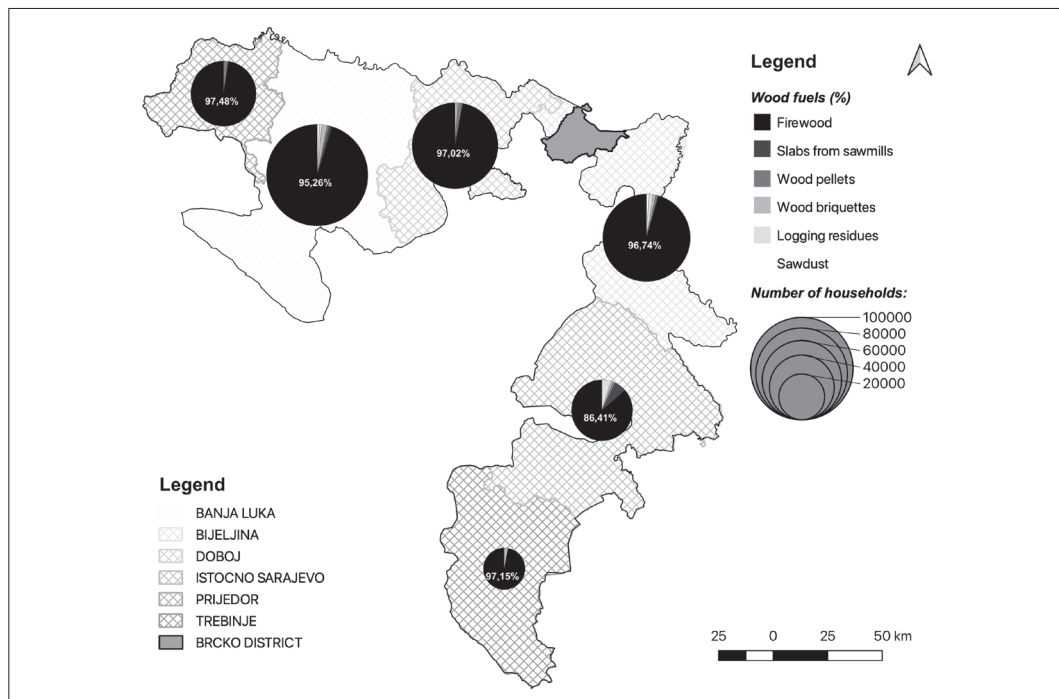 Legend
Wood fuels (%)
Firewood
Slabs from sawmills
Wood pellets
Wood briquettes
Logging residues
Sawdust
Number of households:
100000
80000
60000
40000
20000
97,48%
97,02%
95,26%
96,74%
86,41%
97,15%
Legend
BANJA LUKA
BIJELJINA
DOBOJ
ISTOCNO SARAJEVO
PRIJEDOR
TREBINJE
BRCKO DISTRICT
25 0 25 50 km